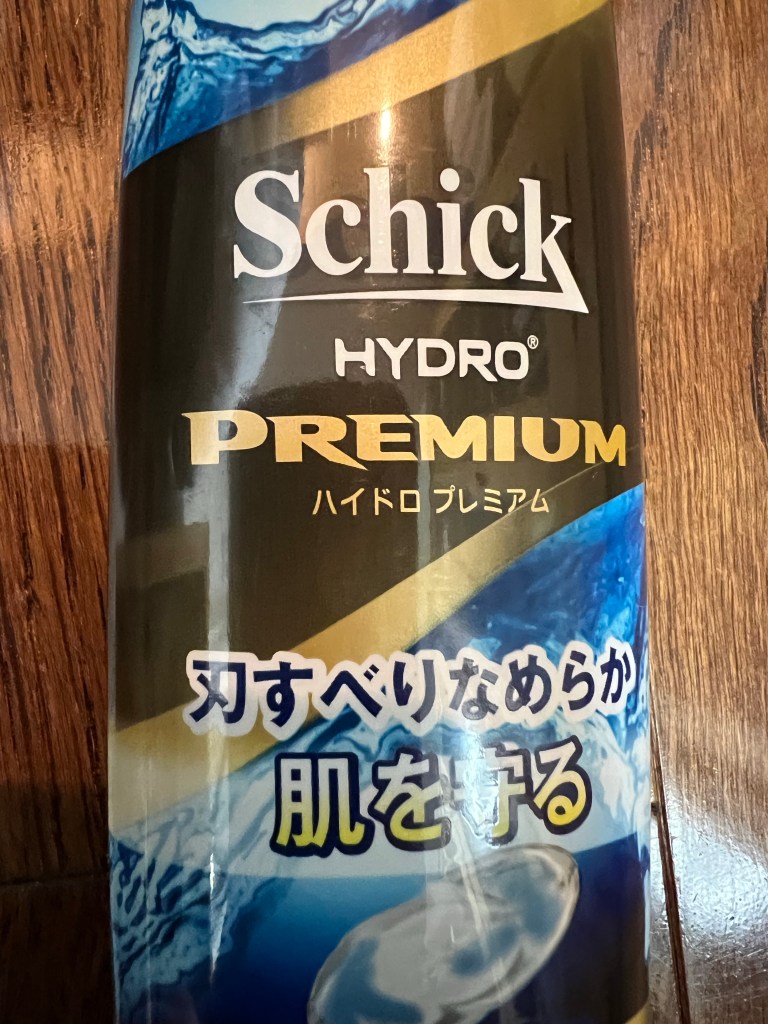 Schick
HYDRO®
PREMIUM
ハイドロ プレミアム
刃すべりなめらか
肌を守る